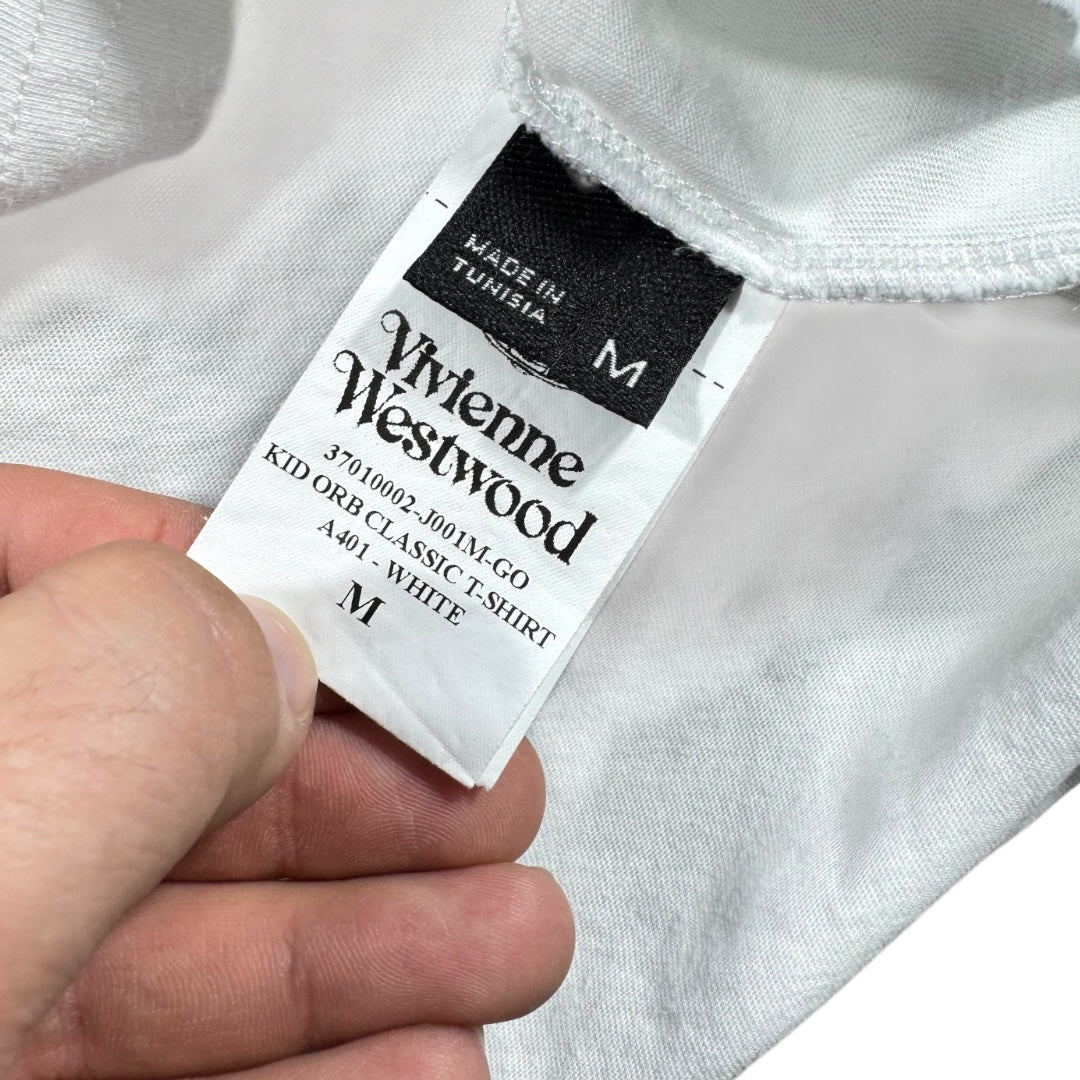 MADE IN
TUNISIA
M
Vivienne
Westwood
37010002-J001M-GO
KID ORB CLASSIC T-SHIRT
A401 - WHITE
M